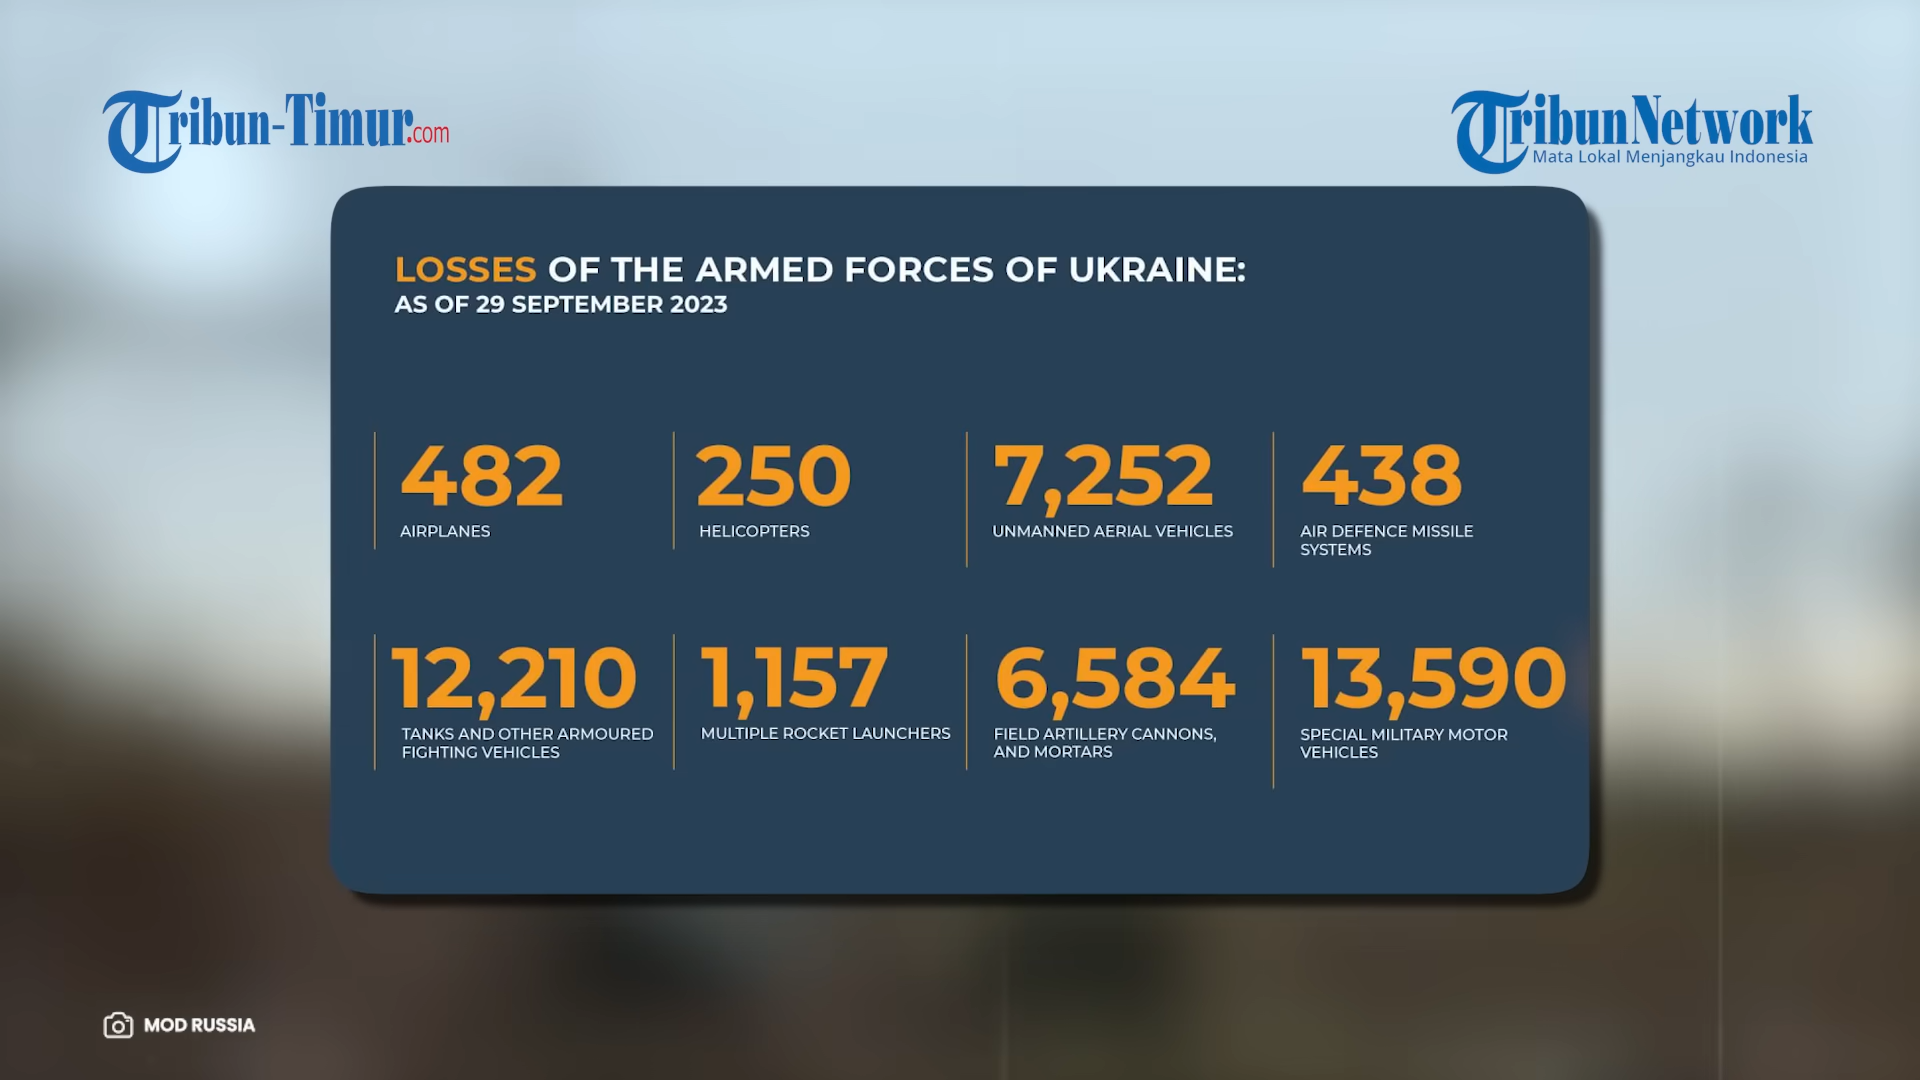 Tribun-Timur.com
TribunNetwork
Mata Lokal Menjangkau Indonesia
LOSSES OF THE ARMED FORCES OF UKRAINE:
AS OF 29 SEPTEMBER 2023
482
AIRPLANES
250
HELICOPTERS
7,252
UNMANNED AERIAL VEHICLES
438
AIR DEFENCE MISSILE
SYSTEMS
12,210
TANKS AND OTHER ARMOURED
FIGHTING VEHICLES
1,157
MULTIPLE ROCKET LAUNCHERS
6,584
FIELD ARTILLERY CANNONS,
AND MORTARS
13,590
SPECIAL MILITARY MOTOR
VEHICLES
MOD RUSSIA